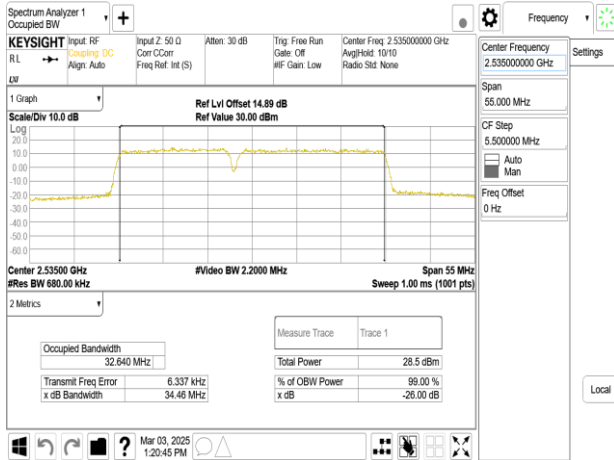 Spectrum Analyzer 1
Occupied BW
Frequency
KEYSIGHT
RL
LXI
Input: RF
Coupling: DC
Align: Auto
Input Z: 50 Ω
Corr CCorr
Freq Ref: Int (S)
Atten: 30 dB
Trig: Free Run
Gate: Off
#IF Gain: Low
Center Freq: 2.535000000 GHz
Avg|Hold: 10/10
Radio Std: None
Center Frequency
2.535000000 GHz
Settings
Span
55.000 MHz
CF Step
5.500000 MHz
Auto
Man
Freq Offset
0 Hz
Local
1 Graph
Scale/Div 10.0 dB
Ref Lvl Offset 14.89 dB
Ref Value 30.00 dBm
Log
20.0
10.0
0.00
-10.0
-20.0
-30.0
-40.0
-50.0
-60.0
Center 2.53500 GHz
#Video BW 2.2000 MHz
Span 55 MHz
#Res BW 680.00 kHz
Sweep 1.00 ms (1001 pts)
2 Metrics
Measure Trace Trace 1
Occupied Bandwidth
32.640 MHz
Total Power 28.5 dBm
Transmit Freq Error 6.337 kHz
% of OBW Power 99.00 %
x dB Bandwidth 34.46 MHz
x dB -26.00 dB
?
Mar 03, 2025
1:20:45 PM